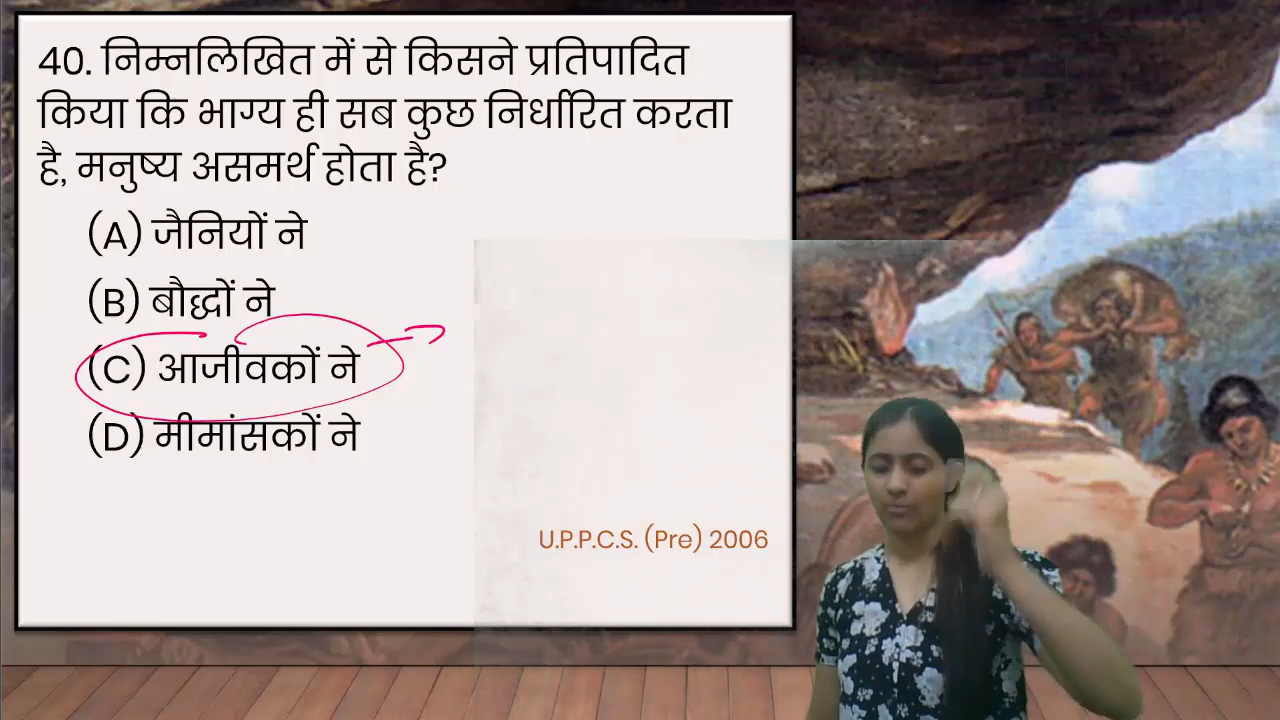 40. निम्नलिखित में से किसने प्रतिपादित
किया कि भाग्य ही सब कुछ निर्धारित करता
है, मनुष्य असमर्थ होता है?
(A) जैनियों ने
(B) बौद्धों ने
(C) आजीवकों ने
(D) मीमांसकों ने
U.P.P.C.S. (Pre) 2006